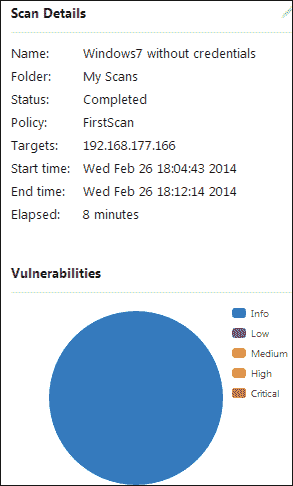 Scan Details
Name: Windows7 without credentials
Folder: My Scans
Status: Completed
Policy: FirstScan
Targets: 192.168.177.166
Start time: Wed Feb 26 18:04:43 2014
End time: Wed Feb 26 18:12:14 2014
Elapsed: 8 minutes
Vulnerabilities
Info
Low
Medium
High
Critical